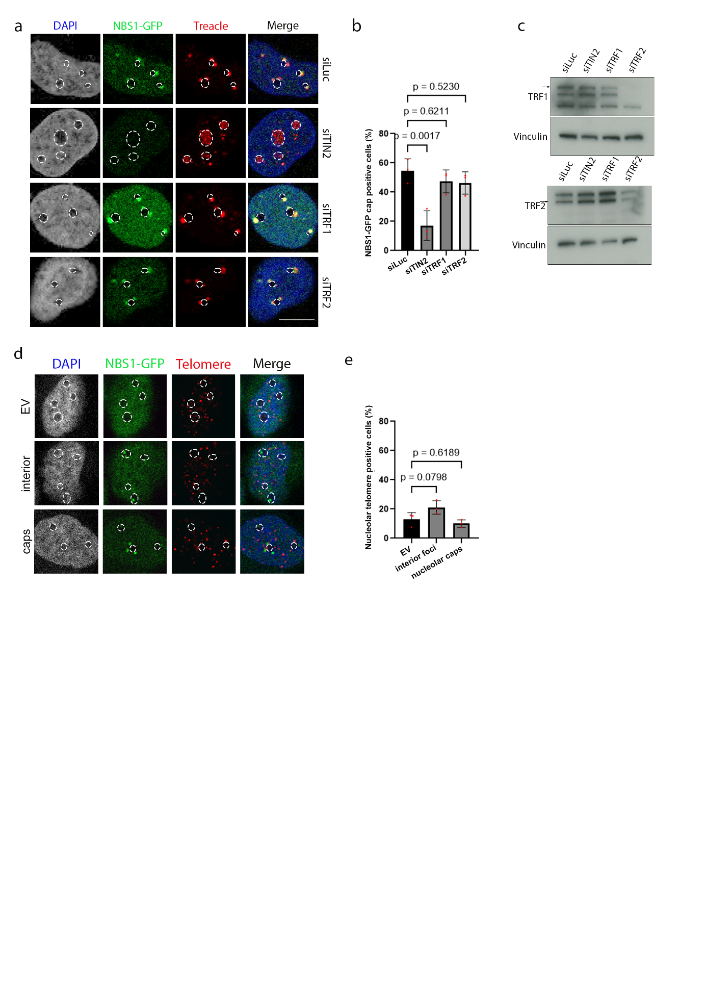 a
DAPI
NBS1-GFP
Treacle
Merge
siLuc
siTIN2
siTRF1
siTRF2
b
NBS1-GFP cap positive cells (%)
80
60
40
20
0
p = 0.5230
p = 0.6211
p = 0.0017
siLuc
siTIN2
siTRF1
siTRF2
c
siLuc
siTIN2
siTRF1
siTRF2
TRF1
Vinculin
siLuc
siTIN2
siTRF1
siTRF2
TRF2
Vinculin
d
DAPI
NBS1-GFP
Telomere
Merge
EV
interior
caps
e
Nucleolar telomere positive cells (%)
80
60
40
20
0
p = 0.6189
p = 0.0798
EV
interior foci
nucleolar caps